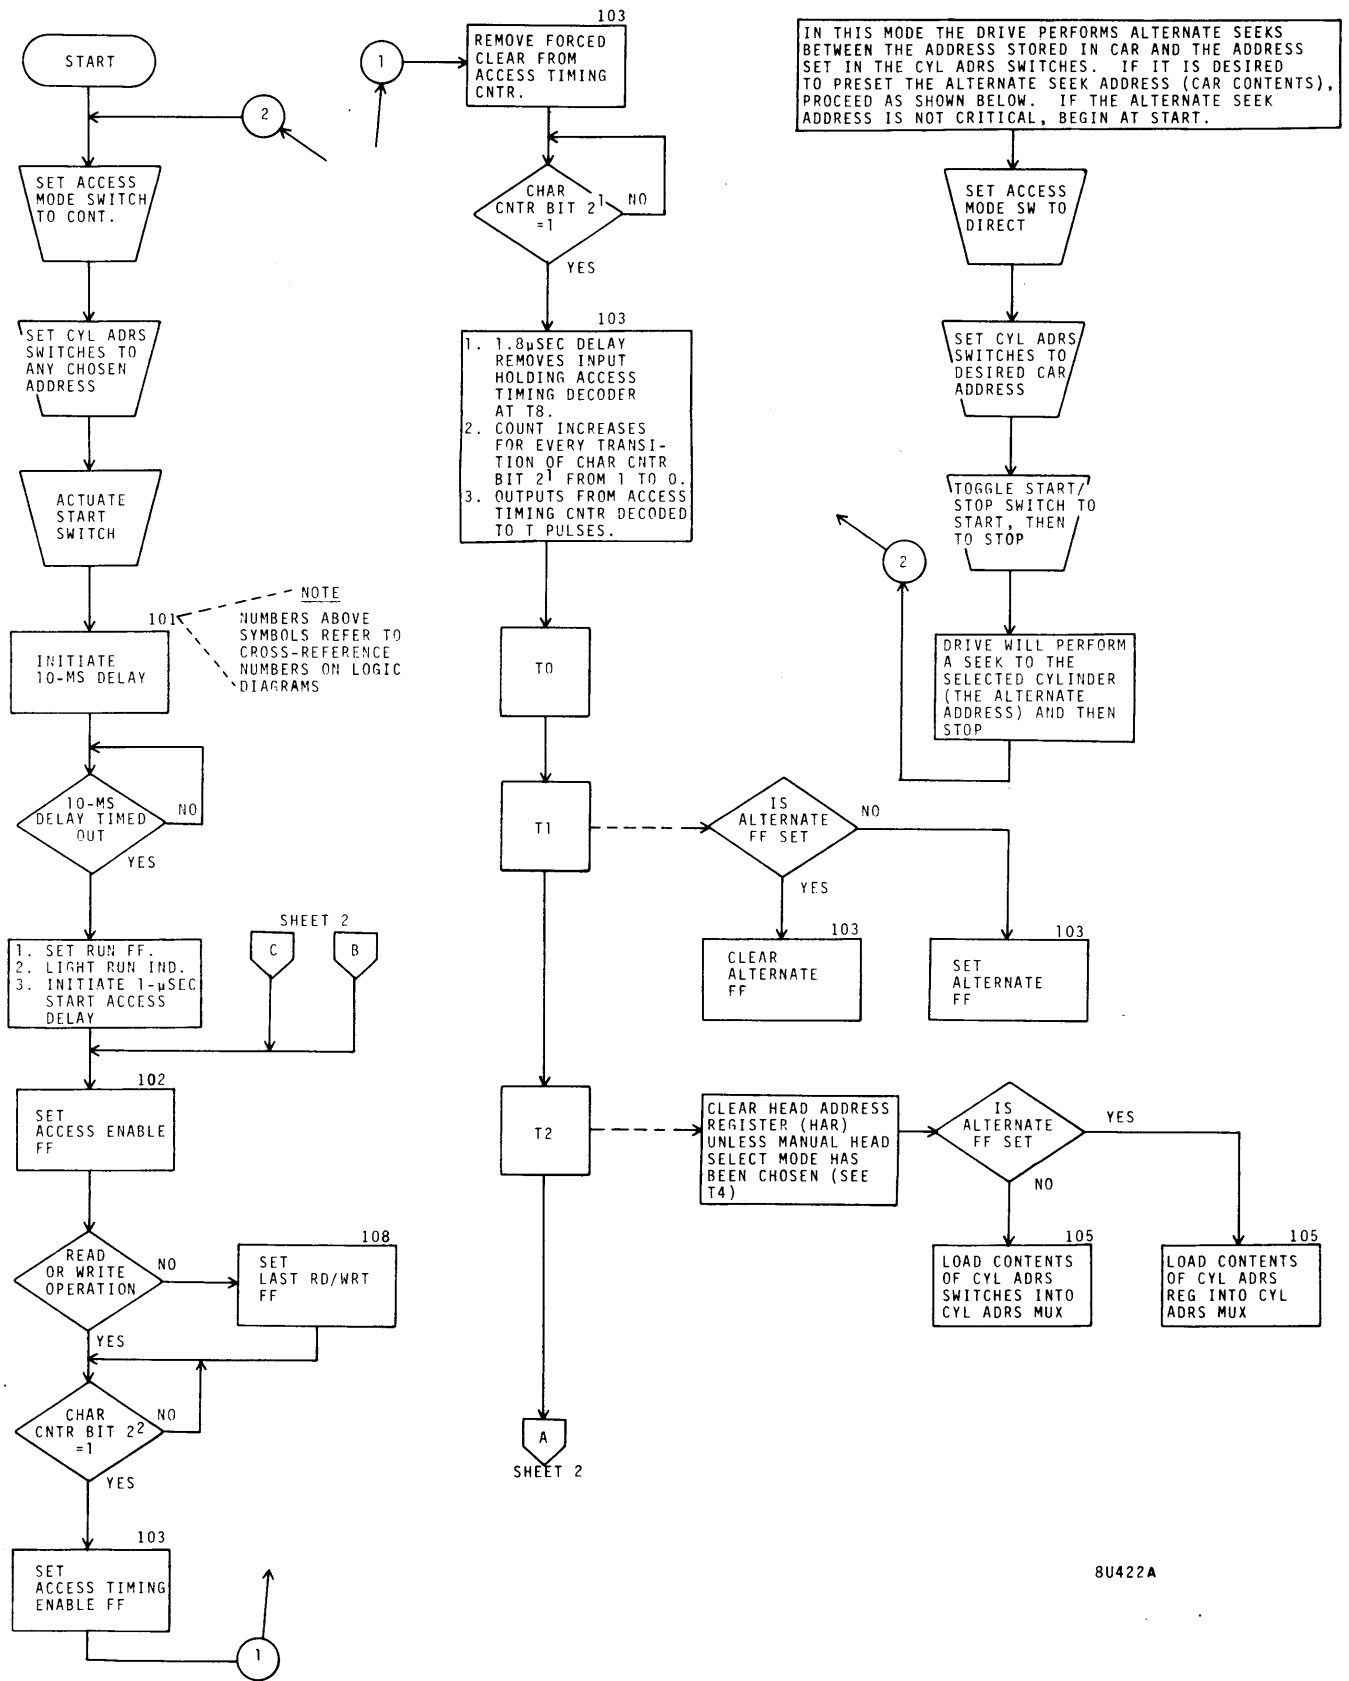 START
2
SET ACCESS
MODE SWITCH
TO CONT.
SET CYL ADRS
SWITCHES TO
ANY CHOSEN
ADDRESS
ACTUATE
START
SWITCH
101
INITIATE
10-MS DELAY
NOTE
NUMBERS ABOVE
SYMBOLS REFER TO
CROSS-REFERENCE
NUMBERS ON LOGIC
DIAGRAMS
10-MS
DELAY TIMED
OUT
NO
YES
1. SET RUN FF.
2. LIGHT RUN IND.
3. INITIATE 1-µSEC
START ACCESS
DELAY
SHEET 2
C
B
102
SET
ACCESS ENABLE
FF
READ
OR WRITE
OPERATION
NO
YES
108
SET
LAST RD/WRT
FF
CHAR
CNTR BIT 2²
=1
NO
YES
103
SET
ACCESS TIMING
ENABLE FF
1
1
103
REMOVE FORCED
CLEAR FROM
ACCESS TIMING
CNTR.
CHAR
CNTR BIT 2¹
=1
NO
YES
103
1. 1.8µSEC DELAY
REMOVES INPUT
HOLDING ACCESS
TIMING DECODER
AT T8.
2. COUNT INCREASES
FOR EVERY TRANSI-
TION OF CHAR CNTR
BIT 2¹ FROM 1 TO 0.
3. OUTPUTS FROM ACCESS
TIMING CNTR DECODED
TO T PULSES.
T0
T1
IS
ALTERNATE
FF SET
NO
YES
103
CLEAR
ALTERNATE
FF
103
SET
ALTERNATE
FF
T2
CLEAR HEAD ADDRESS
REGISTER (HAR)
UNLESS MANUAL HEAD
SELECT MODE HAS
BEEN CHOSEN (SEE
T4)
IS
ALTERNATE
FF SET
YES
NO
105
LOAD CONTENTS
OF CYL ADRS
SWITCHES INTO
CYL ADRS MUX
105
LOAD CONTENTS
OF CYL ADRS
REG INTO CYL
ADRS MUX
A
SHEET 2
IN THIS MODE THE DRIVE PERFORMS ALTERNATE SEEKS
BETWEEN THE ADDRESS STORED IN CAR AND THE ADDRESS
SET IN THE CYL ADRS SWITCHES. IF IT IS DESIRED
TO PRESET THE ALTERNATE SEEK ADDRESS (CAR CONTENTS),
PROCEED AS SHOWN BELOW. IF THE ALTERNATE SEEK
ADDRESS IS NOT CRITICAL, BEGIN AT START.
SET ACCESS
MODE SW TO
DIRECT
SET CYL ADRS
SWITCHES TO
DESIRED CAR
ADDRESS
TOGGLE START/
STOP SWITCH TO
START, THEN
TO STOP
2
DRIVE WILL PERFORM
A SEEK TO THE
SELECTED CYLINDER
(THE ALTERNATE
ADDRESS) AND THEN
STOP
8U422A